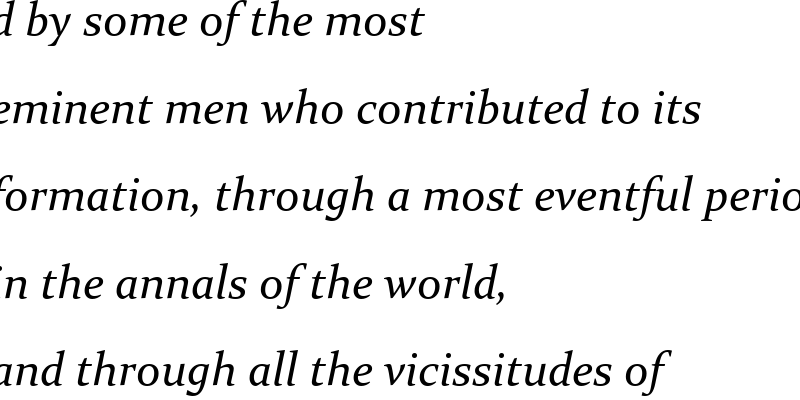 d by some of the most
eminent men who contributed to its
formation, through a most eventful perio
in the annals of the world,
and through all the vicissitudes of